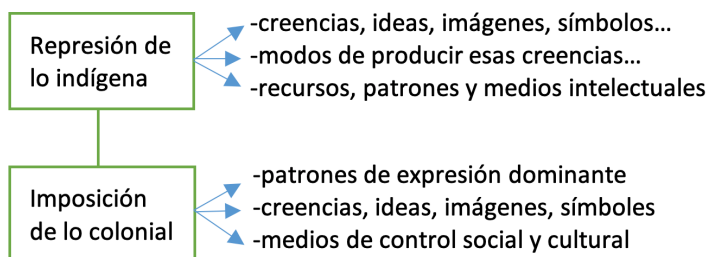 Represión de
lo indígena
-creencias, ideas, imágenes, símbolos…
-modos de producir esas creencias…
-recursos, patrones y medios intelectuales
Imposición
de lo colonial
-patrones de expresión dominante
-creencias, ideas, imágenes, símboles
-medios de control social y cultural